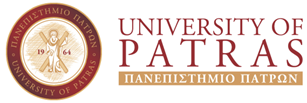 ΠΑΝΕΠΙΣΤΗΜΙΟ ΠΑΤΡΩΝ
19 64
UNIVERSITY OF PATRAS
UNIVERSITY OF
PATRAS
ΠΑΝΕΠΙΣΤΗΜΙΟ ΠΑΤΡΩΝ